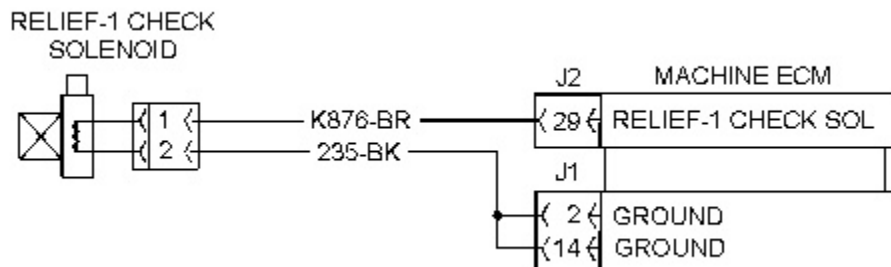 RELIEF-1 CHECK
SOLENOID
J2 MACHINE ECM
1 K876-BR 29 RELIEF-1 CHECK SOL
2 235-BK
J1
2 GROUND
14 GROUND